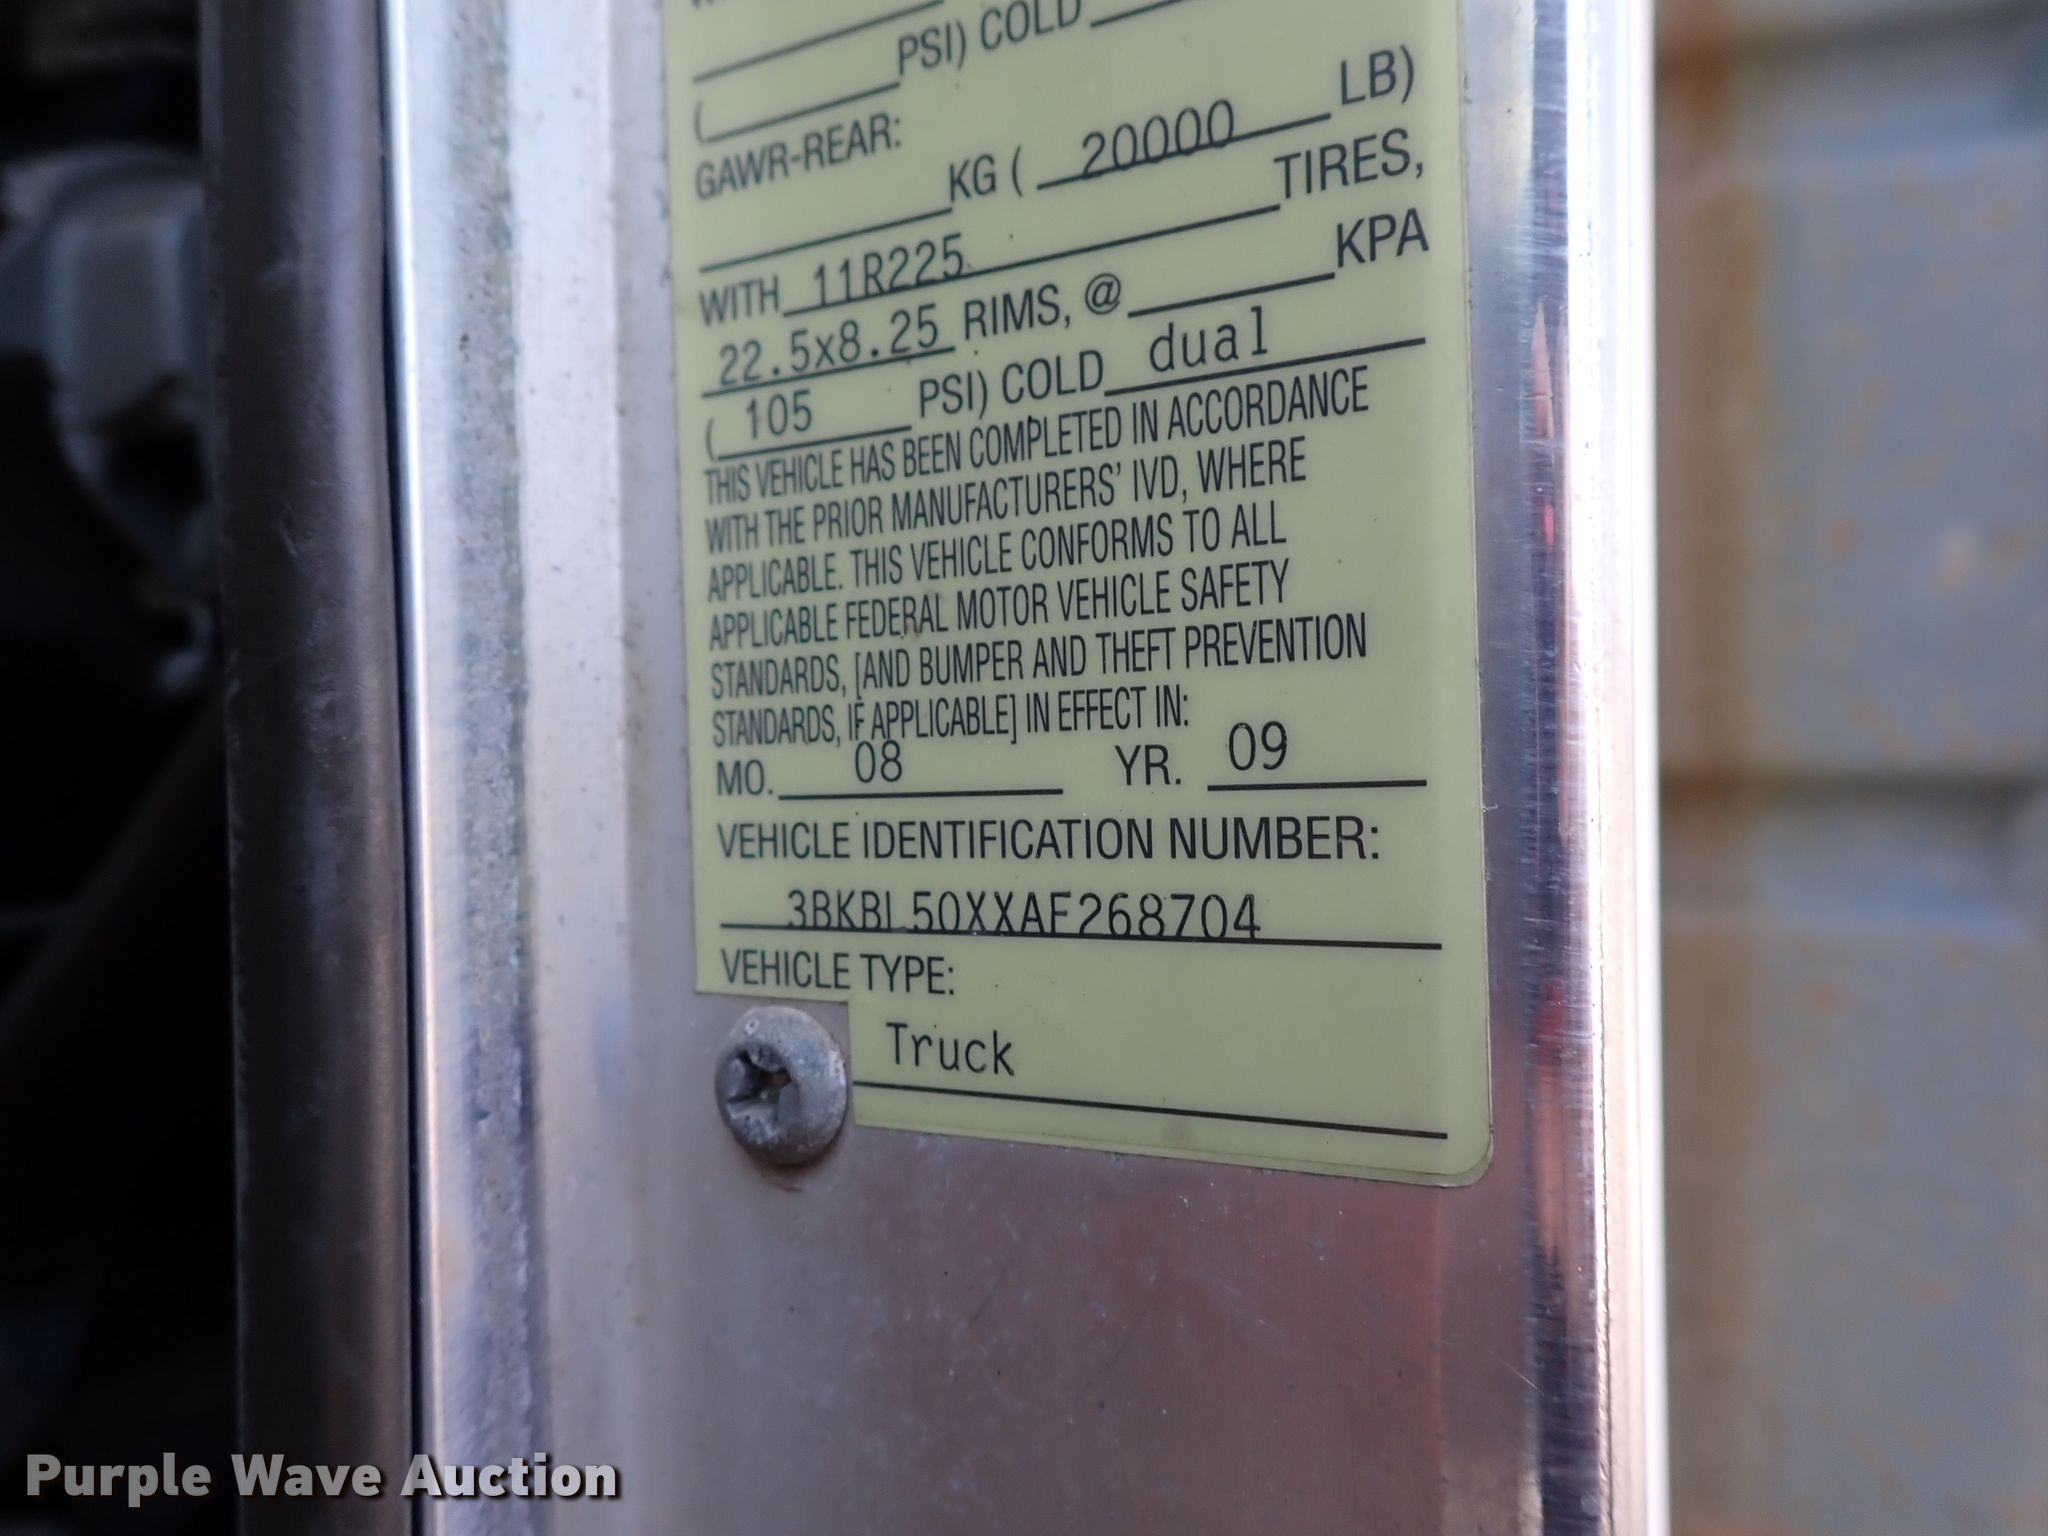 PSI) COLD
(
GAWR-REAR:
KG ( 20000 LB)
WITH 11R225 TIRES,
22.5x8.25 RIMS, @ KPA
( 105 PSI) COLD dual
THIS VEHICLE HAS BEEN COMPLETED IN ACCORDANCE
WITH THE PRIOR MANUFACTURERS' IVD, WHERE
APPLICABLE. THIS VEHICLE CONFORMS TO ALL
APPLICABLE FEDERAL MOTOR VEHICLE SAFETY
STANDARDS, [AND BUMPER AND THEFT PREVENTION
STANDARDS, IF APPLICABLE] IN EFFECT IN:
MO. 08 YR. 09
VEHICLE IDENTIFICATION NUMBER:
3BKBL50XXAF268704
VEHICLE TYPE:
Truck
Purple Wave Auction